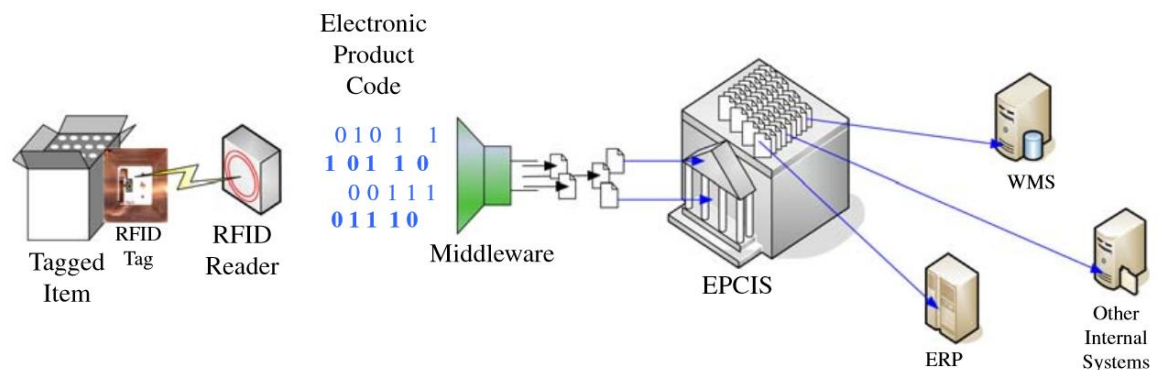 Electronic
Product
Code
0 1 0 1 1
1 0 1 1 0
0 0 1 1 1
0 1 1 1 0
Tagged
Item
RFID
Tag
RFID
Reader
Middleware
EPCIS
WMS
ERP
Other
Internal
Systems